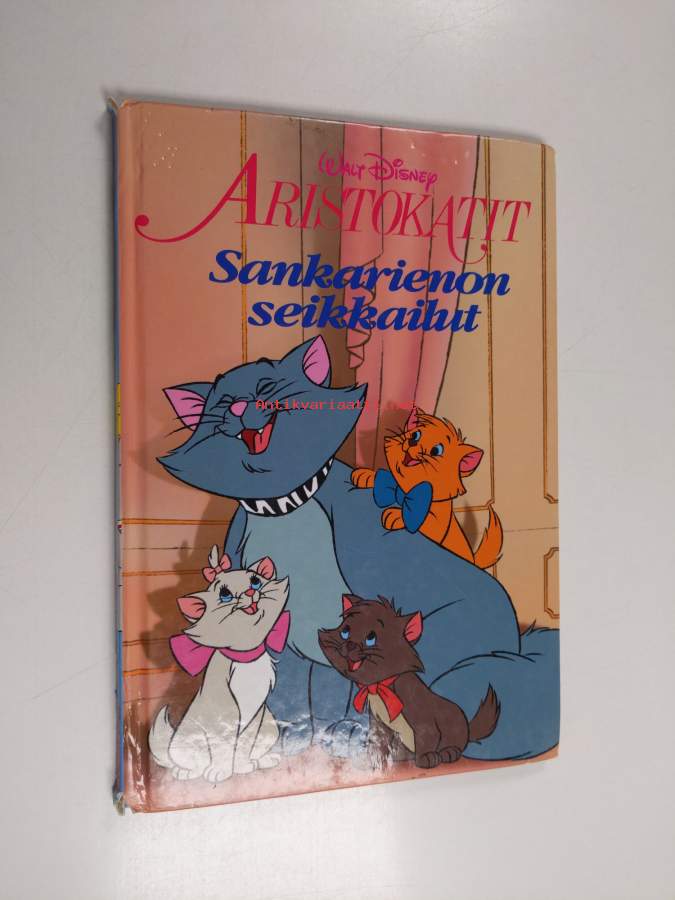 Walt Disney
ARISTOKATIT
Sankarienon
seikkailut
Antikvariaatti.net